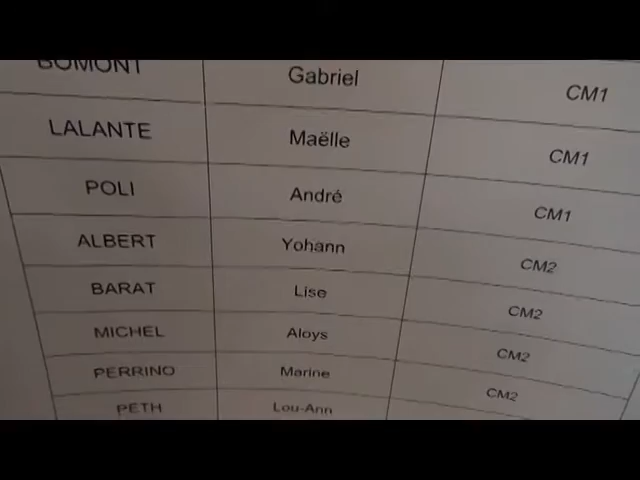 BOMONT Gabriel CM1
LALANTE Maëlle CM1
POLI André CM1
ALBERT Yohann CM2
BARAT Lise CM2
MICHEL Aloys CM2
PERRINO Marine CM2
PETH Lou-Ann